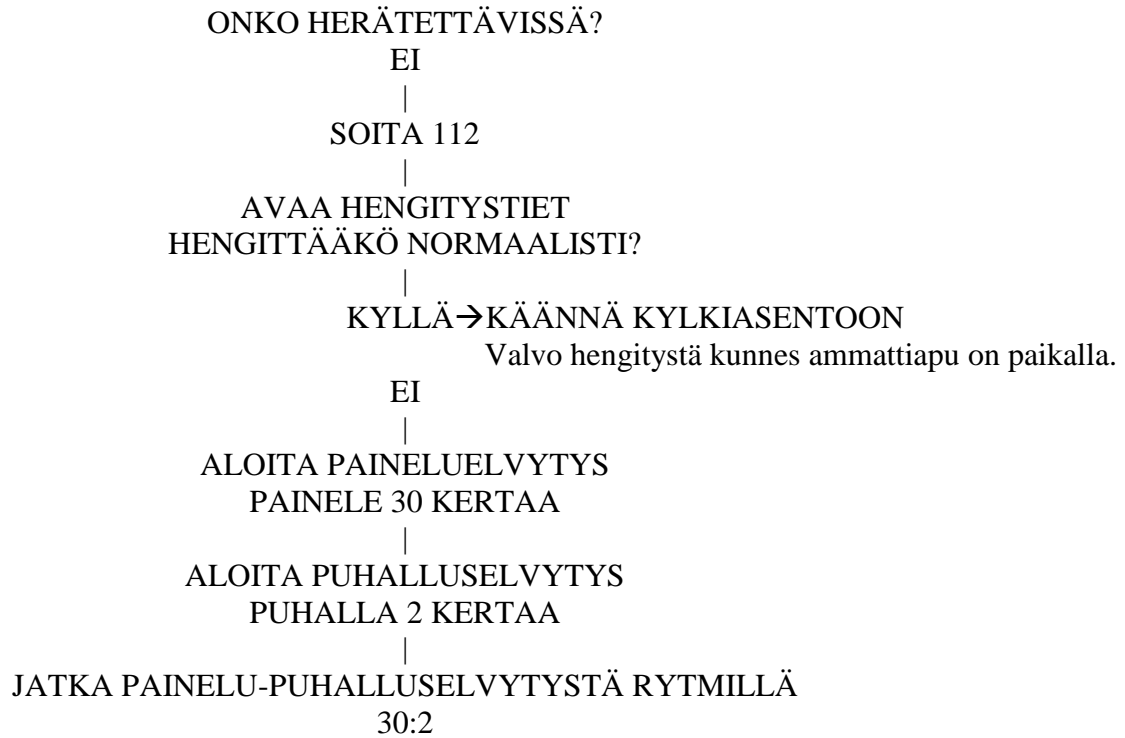 ONKO HERÄTETTÄVISSÄ?
EI
|
SOITA 112
|
AVAA HENGITYSTIET
HENGITTÄÄKÖ NORMAALISTI?
|
KYLLÄ→KÄÄNNÄ KYLKIASENTOON
Valvo hengitystä kunnes ammattiapu on paikalla.
EI
|
ALOITA PAINELUELVYTYS
PAINELE 30 KERTAA
|
ALOITA PUHALLUSELVYTYS
PUHALLA 2 KERTAA
|
JATKA PAINELU-PUHALLUSELVYTYSTÄ RYTMILLÄ
30:2